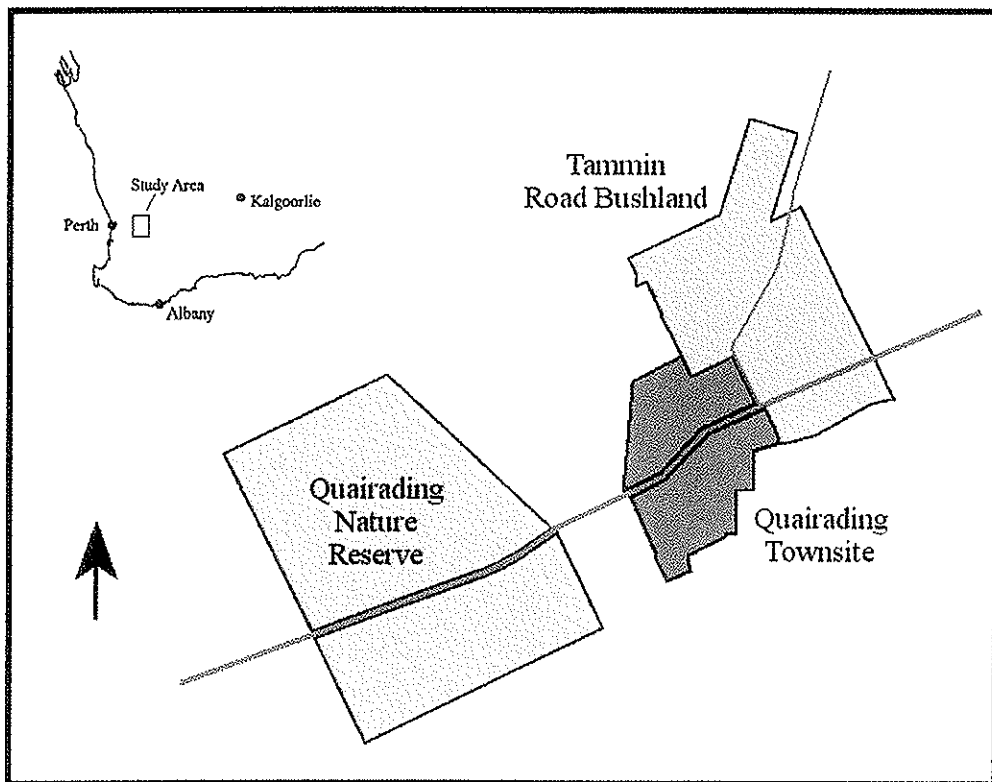 Tammin
Road Bushland
Study Area
Kalgoorlie
Perth
Albany
Quairading
Nature
Reserve
Quairading
Townsite